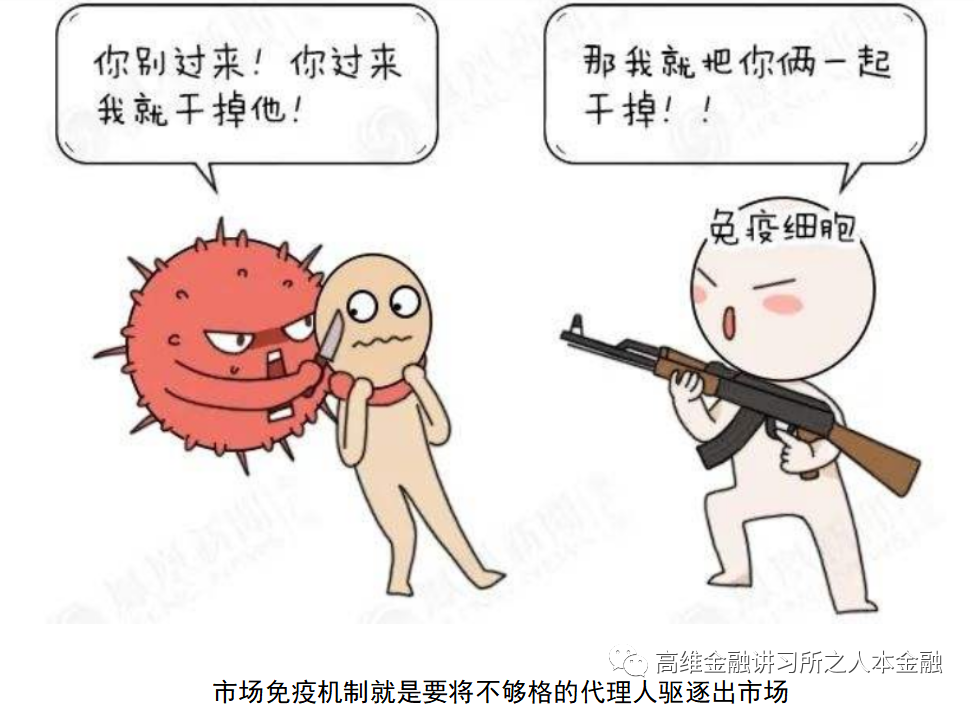 你别过来！你过来
我就干掉他！
那我就把你俩一起
干掉！！
免疫细胞
高维金融讲习所之人本金融
市场免疫机制就是要将不够格的代理人驱逐出市场